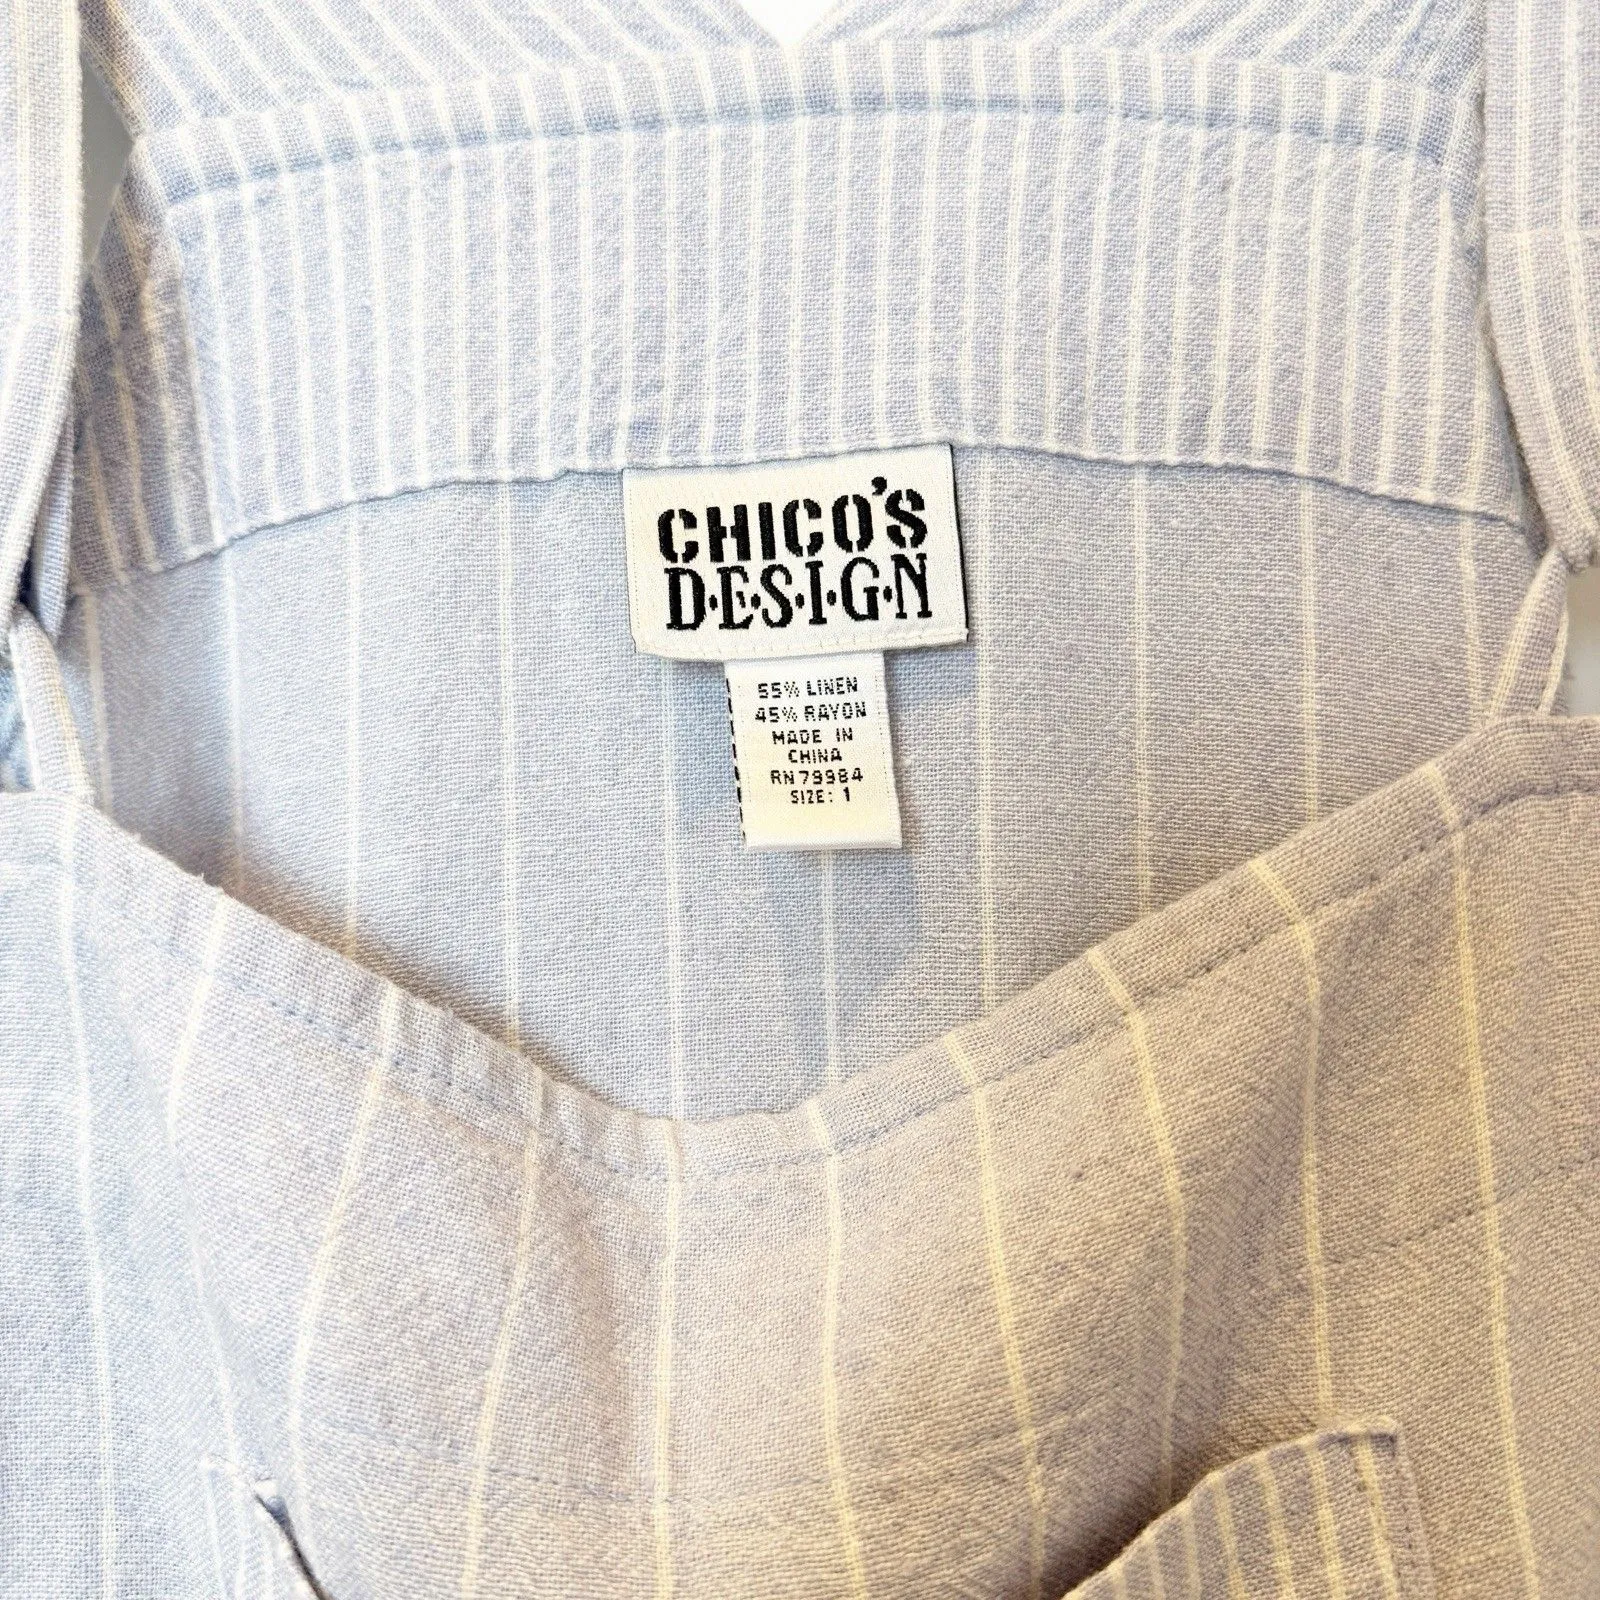 CHICO'S
D·E·S·I·G·N
55% LINEN
45% RAYON
MADE IN
CHINA
RN79984
SIZE: 1